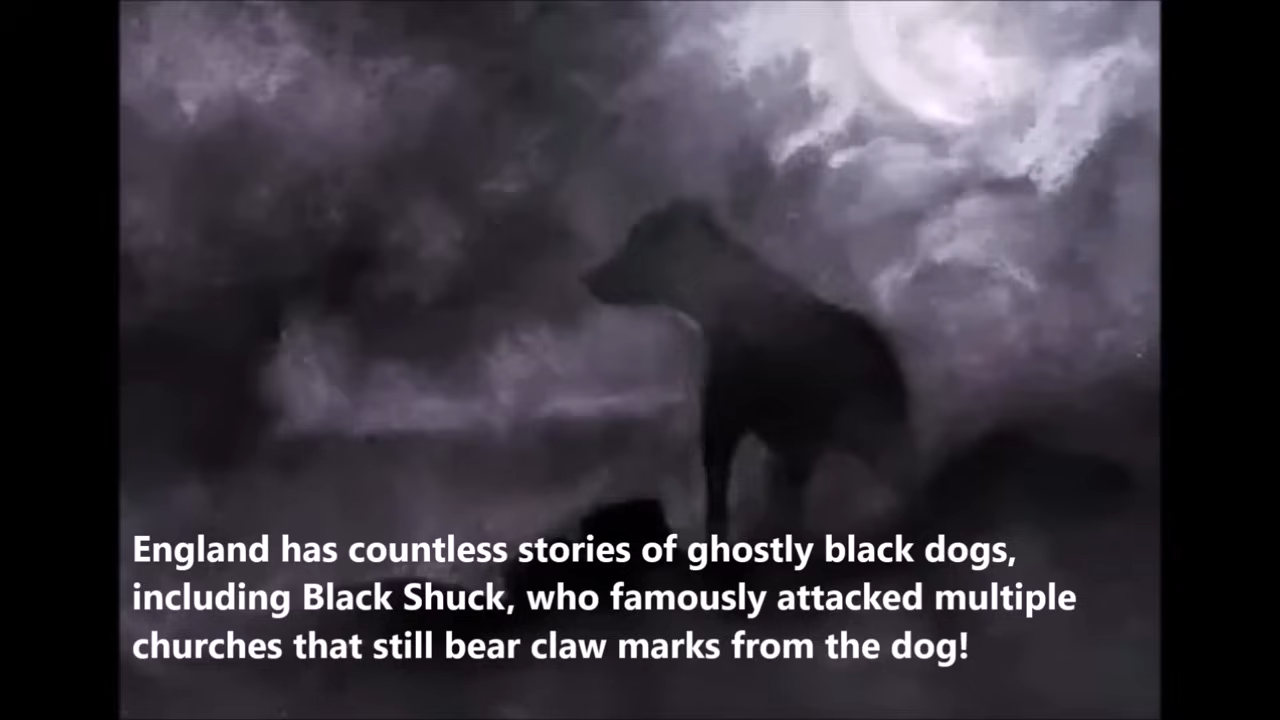 England has countless stories of ghostly black dogs,
including Black Shuck, who famously attacked multiple
churches that still bear claw marks from the dog!